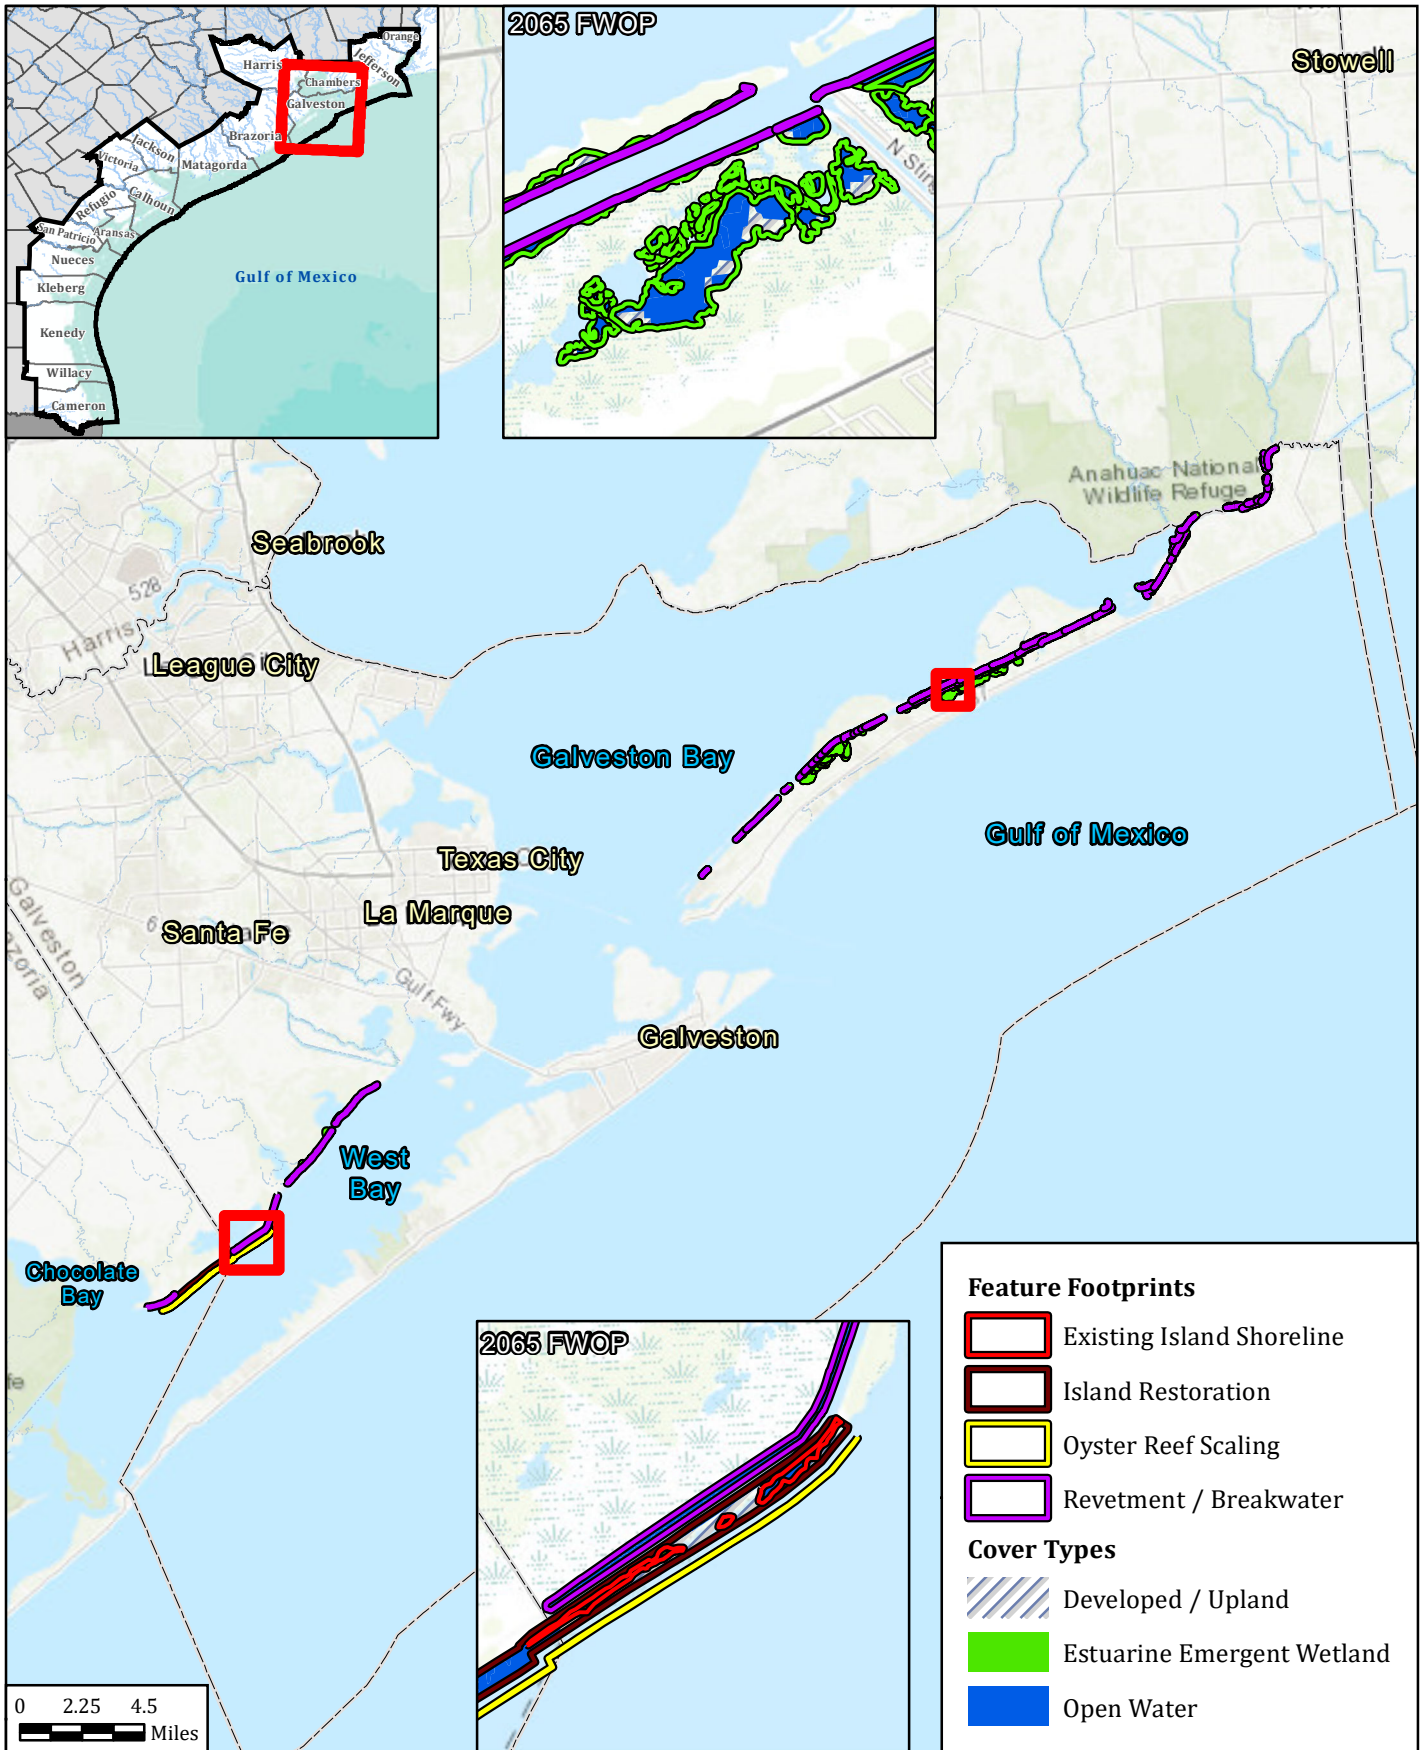 Orange
Jefferson
Harris
Chambers
Galveston
Brazoria
Jackson
Victoria
Matagorda
Calhoun
Refugio
Aransas
San Patricio
Nueces
Kleberg
Kenedy
Willacy
Cameron
Gulf of Mexico
2065 FWOP
Stowell
Anahuac National
Wildlife Refuge
Seabrook
528
Harris
League City
Galveston Bay
Gulf of Mexico
Texas City
La Marque
Santa Fe
6
Galveston
Gulf Fwy
Galveston
West
Bay
Chocolate
Bay
2065 FWOP
Feature Footprints
Existing Island Shoreline
Island Restoration
Oyster Reef Scaling
Revetment / Breakwater
Cover Types
Developed / Upland
Estuarine Emergent Wetland
Open Water
0 2.25 4.5
Miles